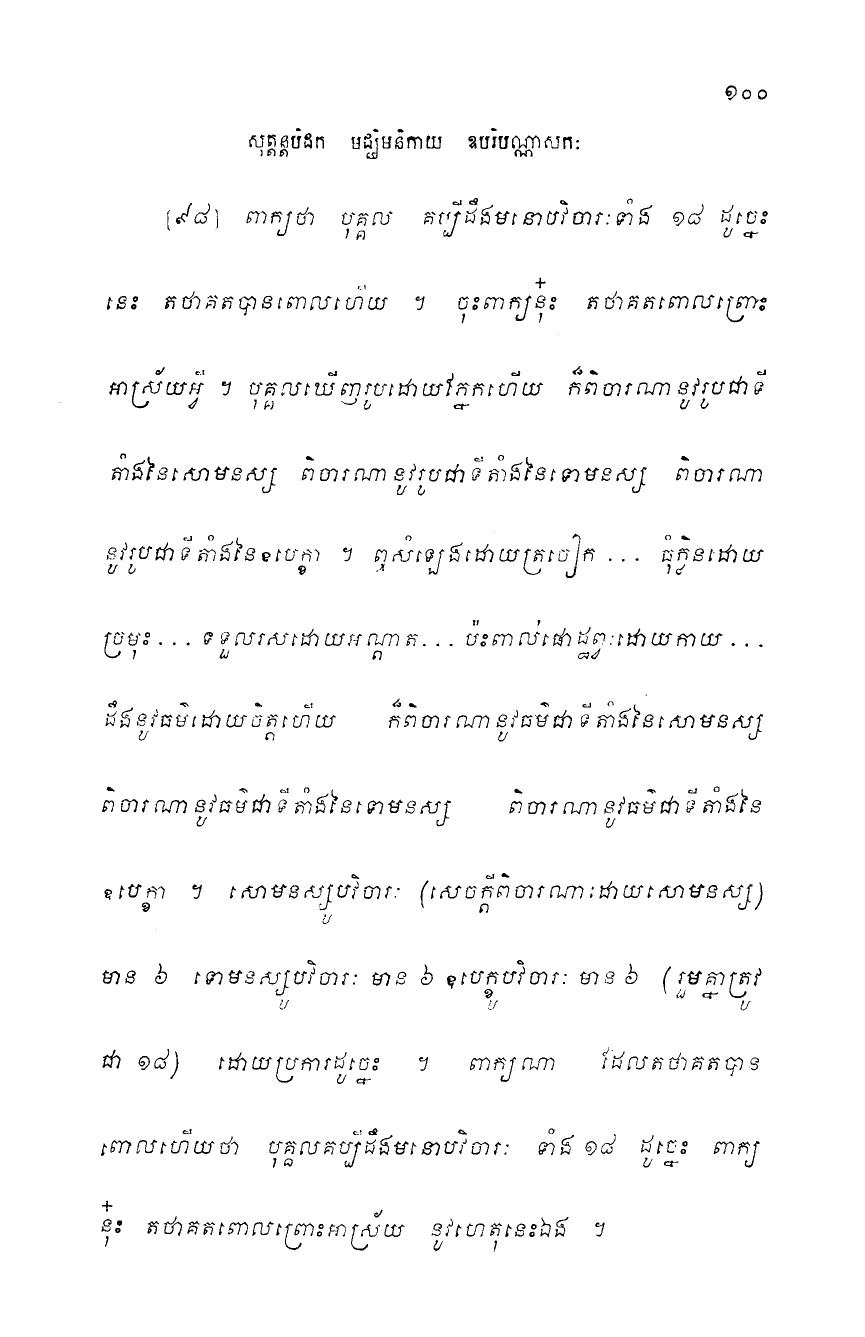 ១០០
សុត្តន្តបិដក មជ្ឈិមនិកាយ ឧបរិបណ្ណាសកៈ
[៩៨] ពាក្យថា បុគ្គល គប្បីដឹងមនោបវិចារៈទាំង ១៨ ដូច្នេះ
នេះ តថាគតបានពោលហើយ ។ ចុះពាក្យនុ៎ះ តថាគតពោលព្រោះ
អាស្រ័យអ្វី ។ បុគ្គលឃើញរូបដោយភ្នែកហើយ ក៏ពិចារណានូវរូបជាទី
តាំងនៃសោមនស្ស ពិចារណានូវរូបជាទីតាំងនៃទោមនស្ស ពិចារណា
នូវរូបជាទីតាំងនៃឧបេក្ខា ។ ឮសំឡេងដោយត្រចៀក ... ធុំក្លិនដោយ
ច្រមុះ ... ទទួលរសដោយអណ្តាត ... ប៉ះពាល់ផោដ្ឋព្វៈដោយកាយ ...
ដឹងនូវធម៌ដោយចិត្តហើយ ក៏ពិចារណានូវធម៌ជាទីតាំងនៃសោមនស្ស
ពិចារណានូវធម៌ជាទីតាំងនៃទោមនស្ស ពិចារណានូវធម៌ជាទីតាំងនៃ
ឧបេក្ខា ។ សោមនស្សូបវិចារៈ (សេចក្តីពិចារណាដោយសោមនស្ស)
មាន ៦ ទោមនស្សូបវិចារៈ មាន ៦ ឧបេក្ខូបវិចារៈ មាន ៦ (រួមគ្នាត្រូវ
ជា ១៨) ដោយប្រការដូច្នេះ ។ ពាក្យណា ដែលតថាគតបាន
ពោលហើយថា បុគ្គលគប្បីដឹងមនោបវិចារៈ ទាំង ១៨ ដូច្នេះ ពាក្យ
នុ៎ះ តថាគតពោលព្រោះអាស្រ័យ នូវហេតុនេះឯង ។